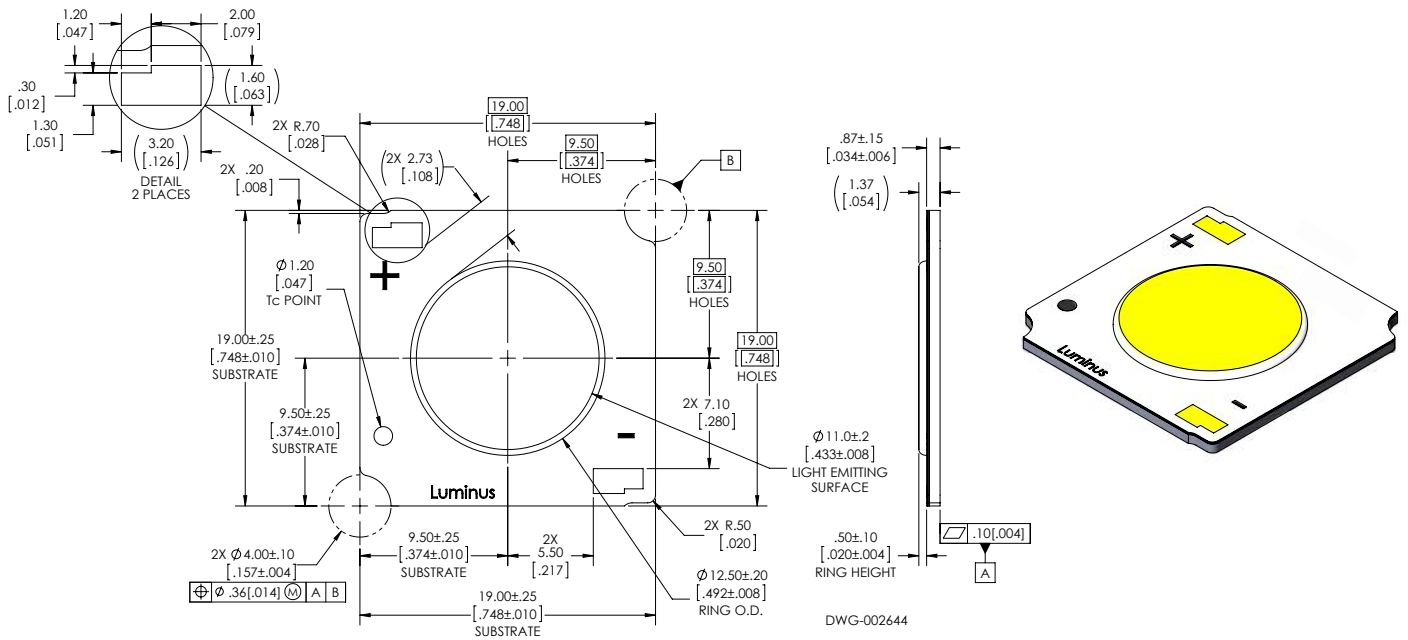 1.20
[.047]
2.00
[.079]
.30
[.012]
1.30
[.051]
(1.60
[.063])
(3.20
[.126])
DETAIL
2 PLACES
2X R.70
[.028]
2X .20
[.008]
(2X 2.73
[.108])
19.00
[.748]
HOLES
9.50
[.374]
HOLES
B
.87±.15
[.034±.006]
(1.37
[.054])
Ø1.20
[.047]
Tc POINT
+
9.50
[.374]
HOLES
19.00
[.748]
HOLES
19.00±.25
[.748±.010]
SUBSTRATE
9.50±.25
[.374±.010]
SUBSTRATE
2X 7.10
[.280]
-
Luminus
Ø11.0±.2
[.433±.008]
LIGHT EMITTING
SURFACE
2X R.50
[.020]
2X Ø4.00±.10
[.157±.004]
⌖ Ø .36[.014] Ⓜ A B
9.50±.25
[.374±.010]
SUBSTRATE
2X
5.50
[.217]
19.00±.25
[.748±.010]
SUBSTRATE
Ø12.50±.20
[.492±.008]
RING O.D.
.50±.10
[.020±.004]
RING HEIGHT
⏥ .10[.004]
A
DWG-002644
+
Luminus
-